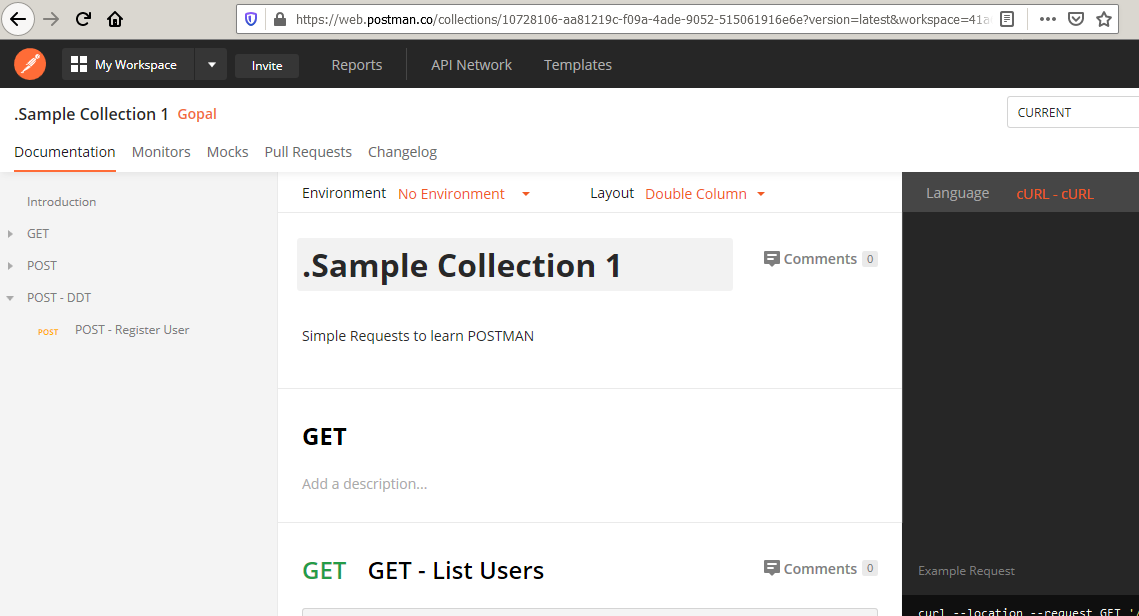 https://web.postman.co/collections/10728106-aa81219c-f09a-4ade-9052-515061916e6e?version=latest&workspace=41a
My Workspace Invite Reports API Network Templates
.Sample Collection 1 Gopal CURRENT
Documentation Monitors Mocks Pull Requests Changelog
Introduction
GET
POST
POST - DDT
POST POST - Register User
Environment No Environment Layout Double Column
.Sample Collection 1
Comments 0
Simple Requests to learn POSTMAN
GET
Add a description...
GET GET - List Users
Comments 0
Language cURL - cURL
Example Request
curl --location --request GET '